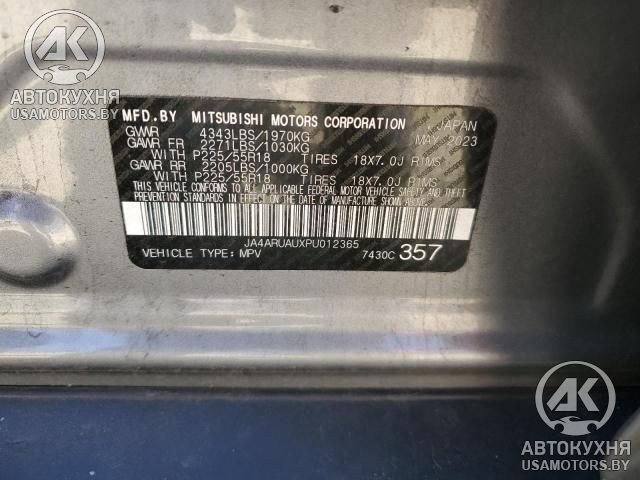 AK
АВТОКУХНЯ
USAMOTORS.BY
MFD.BY MITSUBISHI MOTORS CORPORATION JAPAN
GVWR 4343LBS/1970KG MAY 2023
GAWR FR 2271LBS/1030KG
WITH P225/55R18 TIRES 18X7.0J RIMS
GAWR RR 2205LBS/1000KG
WITH P225/55R18 TIRES 18X7.0J RIMS
THIS VEHICLE CONFORMS TO ALL APPLICABLE FEDERAL MOTOR VEHICLE SAFETY AND THEFT
PREVENTION STANDARDS IN EFFECT ON THE DATE OF MANUFACTURE SHOWN ABOVE.
JA4ARUAUXPU012365
VEHICLE TYPE: MPV 7430C 357
AK
АВТОКУХНЯ
USAMOTORS.BY